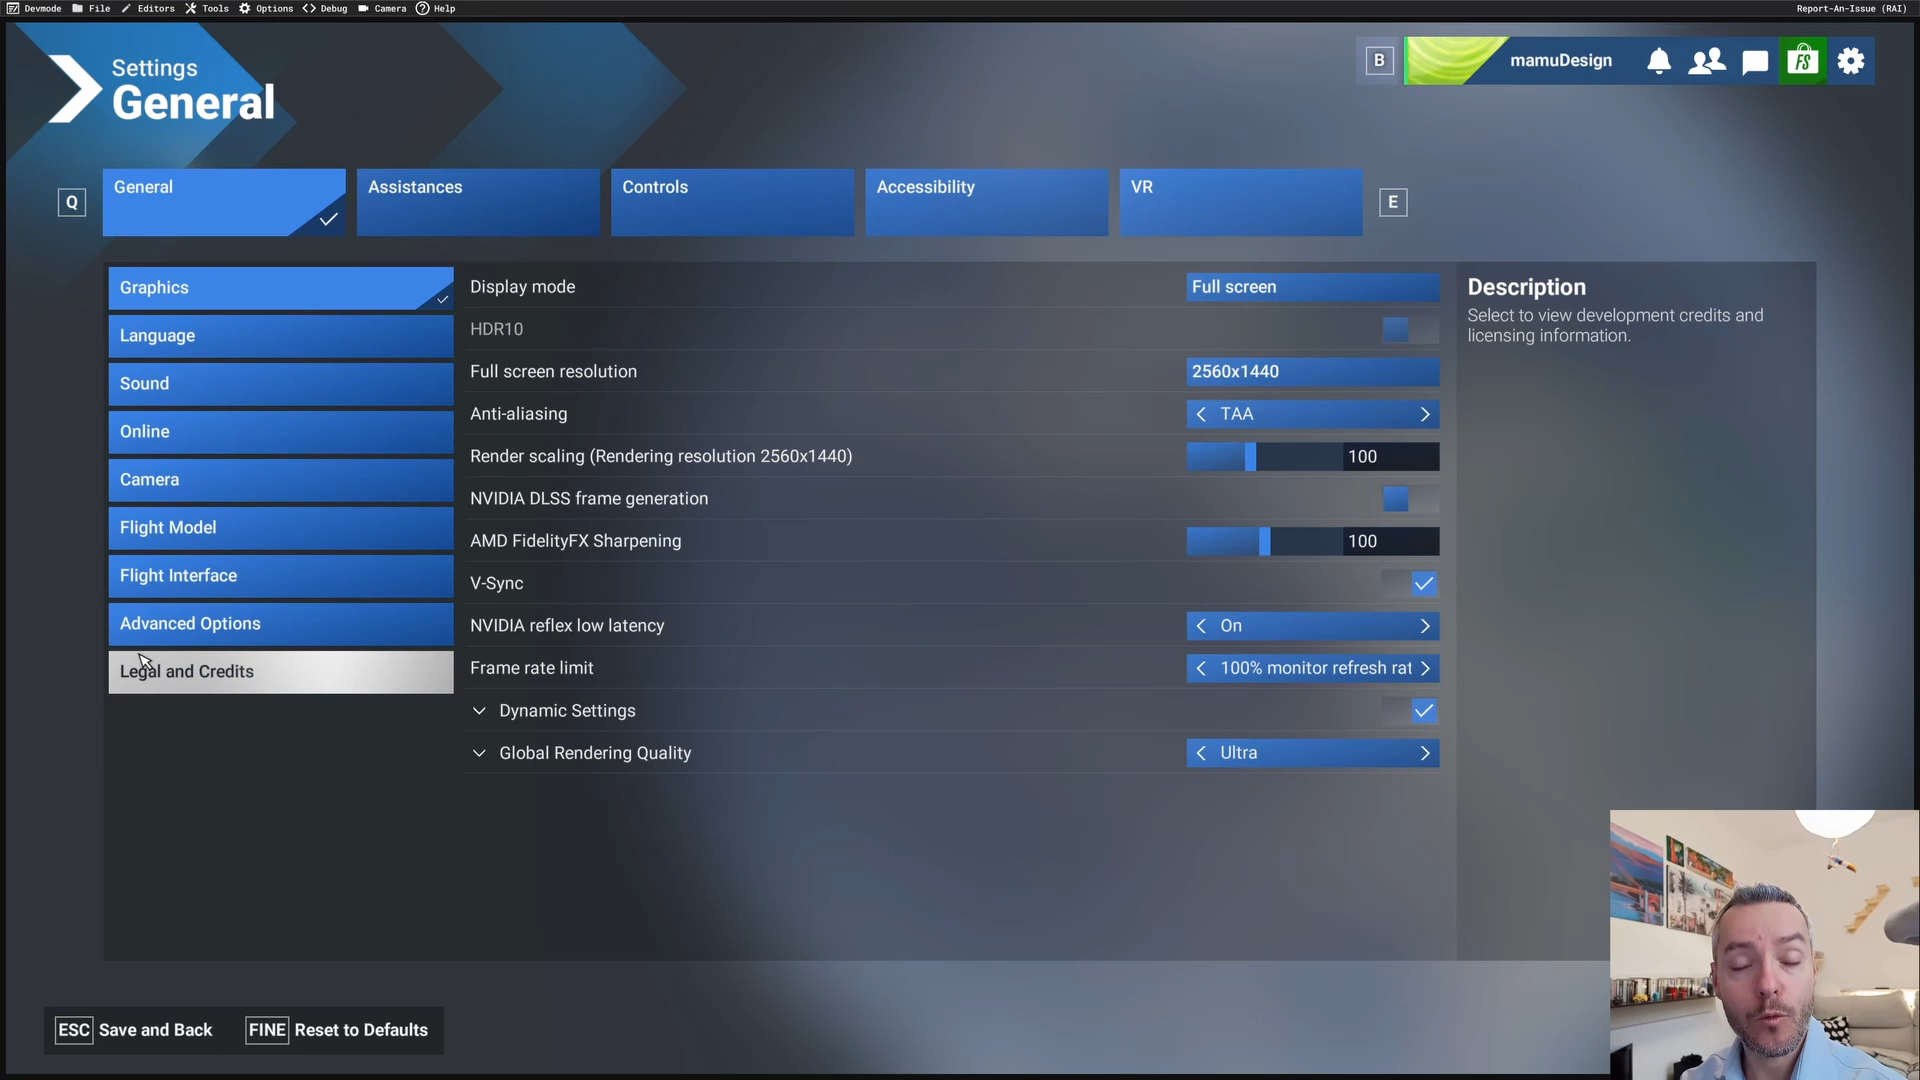 Devmode File Editors Tools Options Debug Camera Help Report-An-Issue (RAI)
Settings
General
B mamuDesign FS
Q General Assistances Controls Accessibility VR E
Graphics
Language
Sound
Online
Camera
Flight Model
Flight Interface
Advanced Options
Legal and Credits
Display mode Full screen
HDR10
Full screen resolution 2560x1440
Anti-aliasing TAA
Render scaling (Rendering resolution 2560x1440) 100
NVIDIA DLSS frame generation
AMD FidelityFX Sharpening 100
V-Sync
NVIDIA reflex low latency On
Frame rate limit 100% monitor refresh rat
Dynamic Settings
Global Rendering Quality Ultra
Description
Select to view development credits and
licensing information.
ESC Save and Back FINE Reset to Defaults